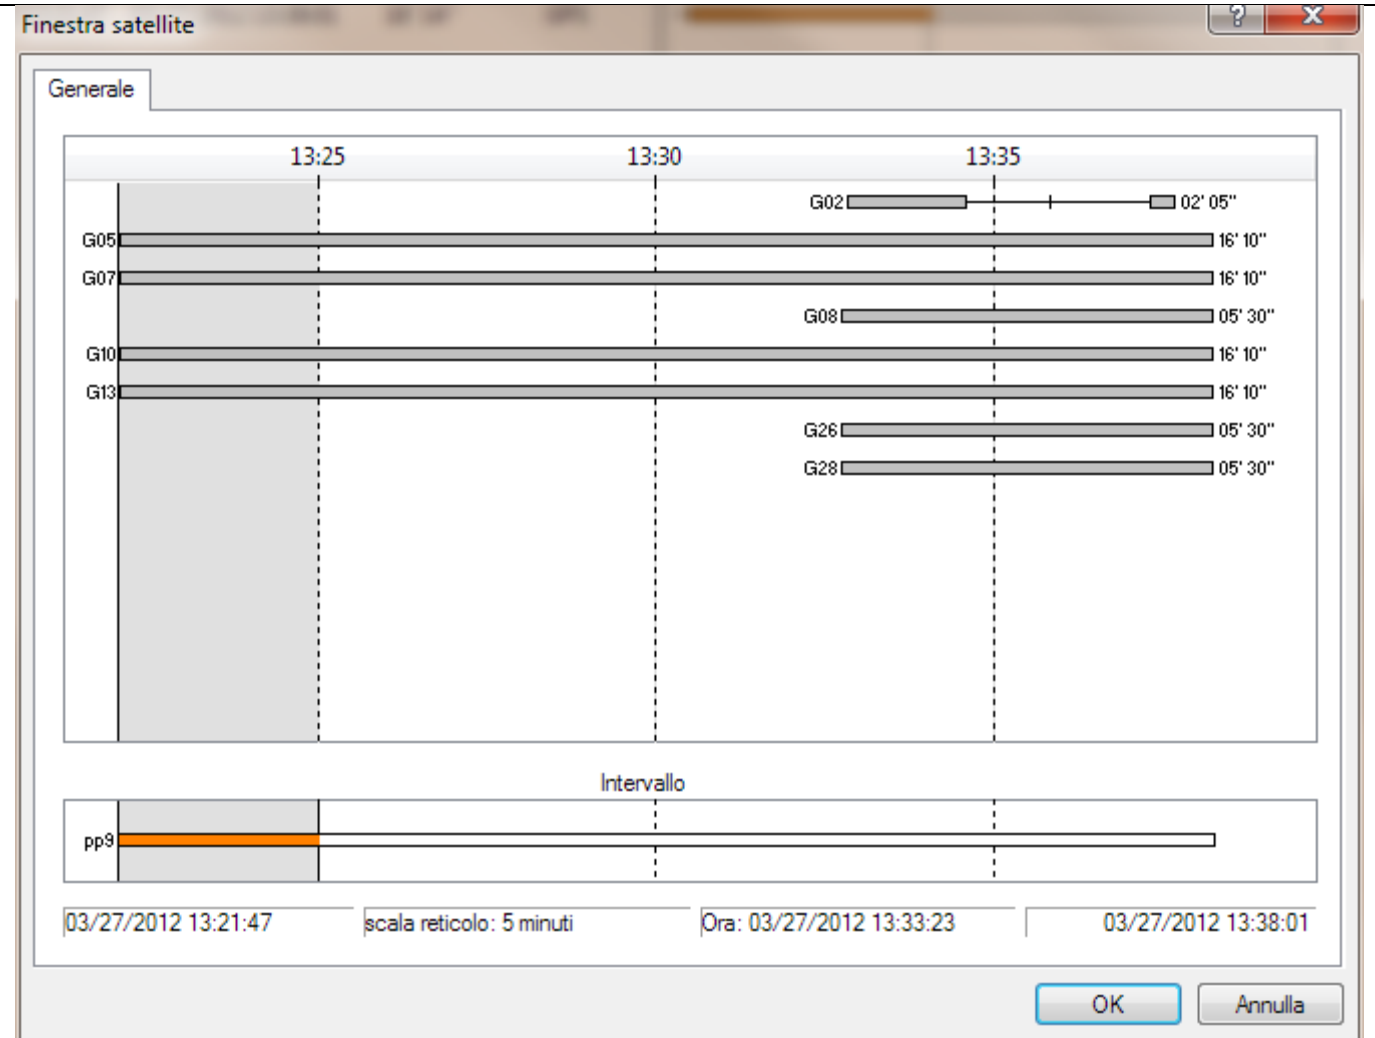 Finestra satellite
?
Generale
13:25 13:30 13:35
G02 02' 05"
G05 16' 10"
G07 16' 10"
G08 05' 30"
G10 16' 10"
G13 16' 10"
G26 05' 30"
G28 05' 30"
Intervallo
pp9
03/27/2012 13:21:47 scala reticolo: 5 minuti Ora: 03/27/2012 13:33:23 03/27/2012 13:38:01
OK Annulla